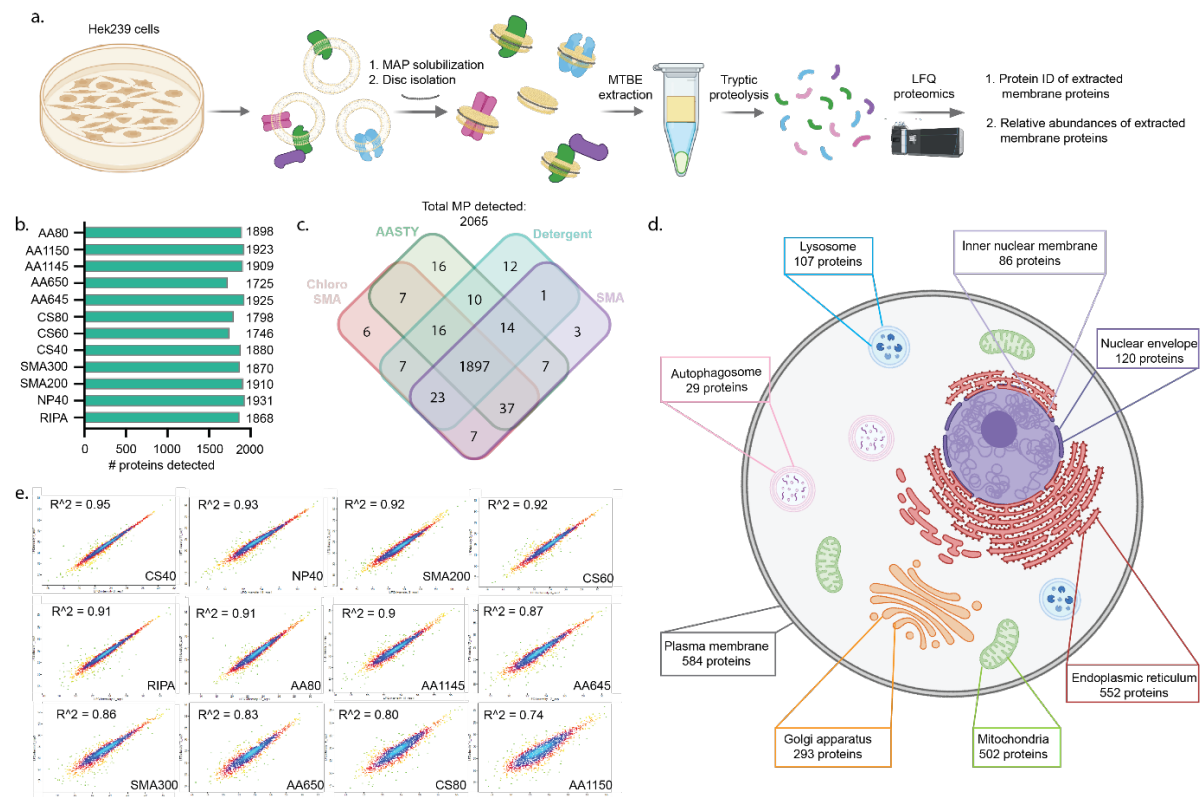 a.
Hek239 cells
1. MAP solubilization
2. Disc isolation
MTBE
extraction
Tryptic
proteolysis
LFQ
proteomics
1. Protein ID of extracted
membrane proteins
2. Relative abundances of extracted
membrane proteins
b.
AA80 1898
AA1150 1923
AA1145 1909
AA650 1725
AA645 1925
CS80 1798
CS60 1746
CS40 1880
SMA300 1870
SMA200 1910
NP40 1931
RIPA 1868
0 500 1000 1500 2000
# proteins detected
c.
Total MP detected:
2065
AASTY
Detergent
Chloro
SMA
SMA
16
12
7
10
1
6
16
14
3
7
1897
7
23
37
7
d.
Lysosome
107 proteins
Inner nuclear membrane
86 proteins
Nuclear envelope
120 proteins
Autophagosome
29 proteins
Plasma membrane
584 proteins
Endoplasmic reticulum
552 proteins
Golgi apparatus
293 proteins
Mitochondria
502 proteins
e.
R^2 = 0.95
CS40
R^2 = 0.93
NP40
R^2 = 0.92
SMA200
R^2 = 0.92
CS60
R^2 = 0.91
RIPA
R^2 = 0.91
AA80
R^2 = 0.9
AA1145
R^2 = 0.87
AA645
R^2 = 0.86
SMA300
R^2 = 0.83
AA650
R^2 = 0.80
CS80
R^2 = 0.74
AA1150